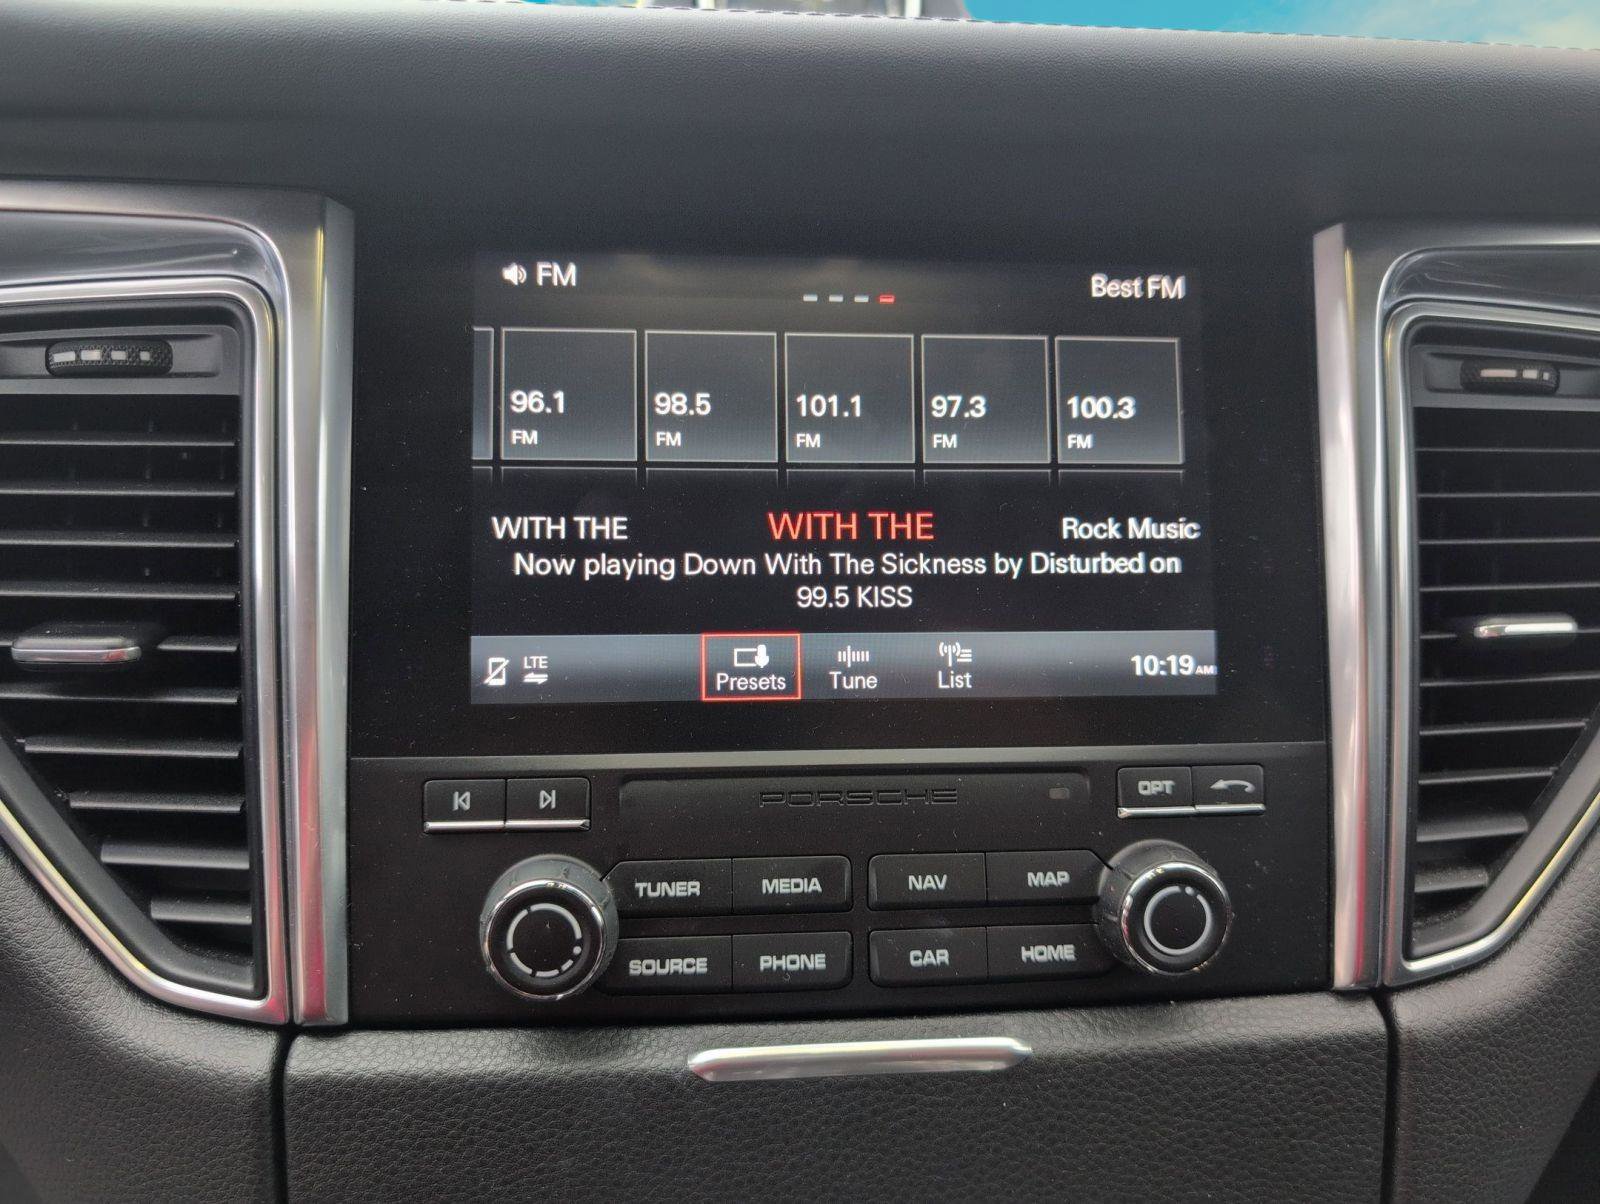 FM
Best FM
96.1 98.5 101.1 97.3 100.3
FM FM FM FM FM
WITH THE WITH THE Rock Music
Now playing Down With The Sickness by Disturbed on
99.5 KISS
LTE
Presets Tune List
10:19 AM
PORSCHE
OPT
TUNER MEDIA NAV MAP
SOURCE PHONE CAR HOME